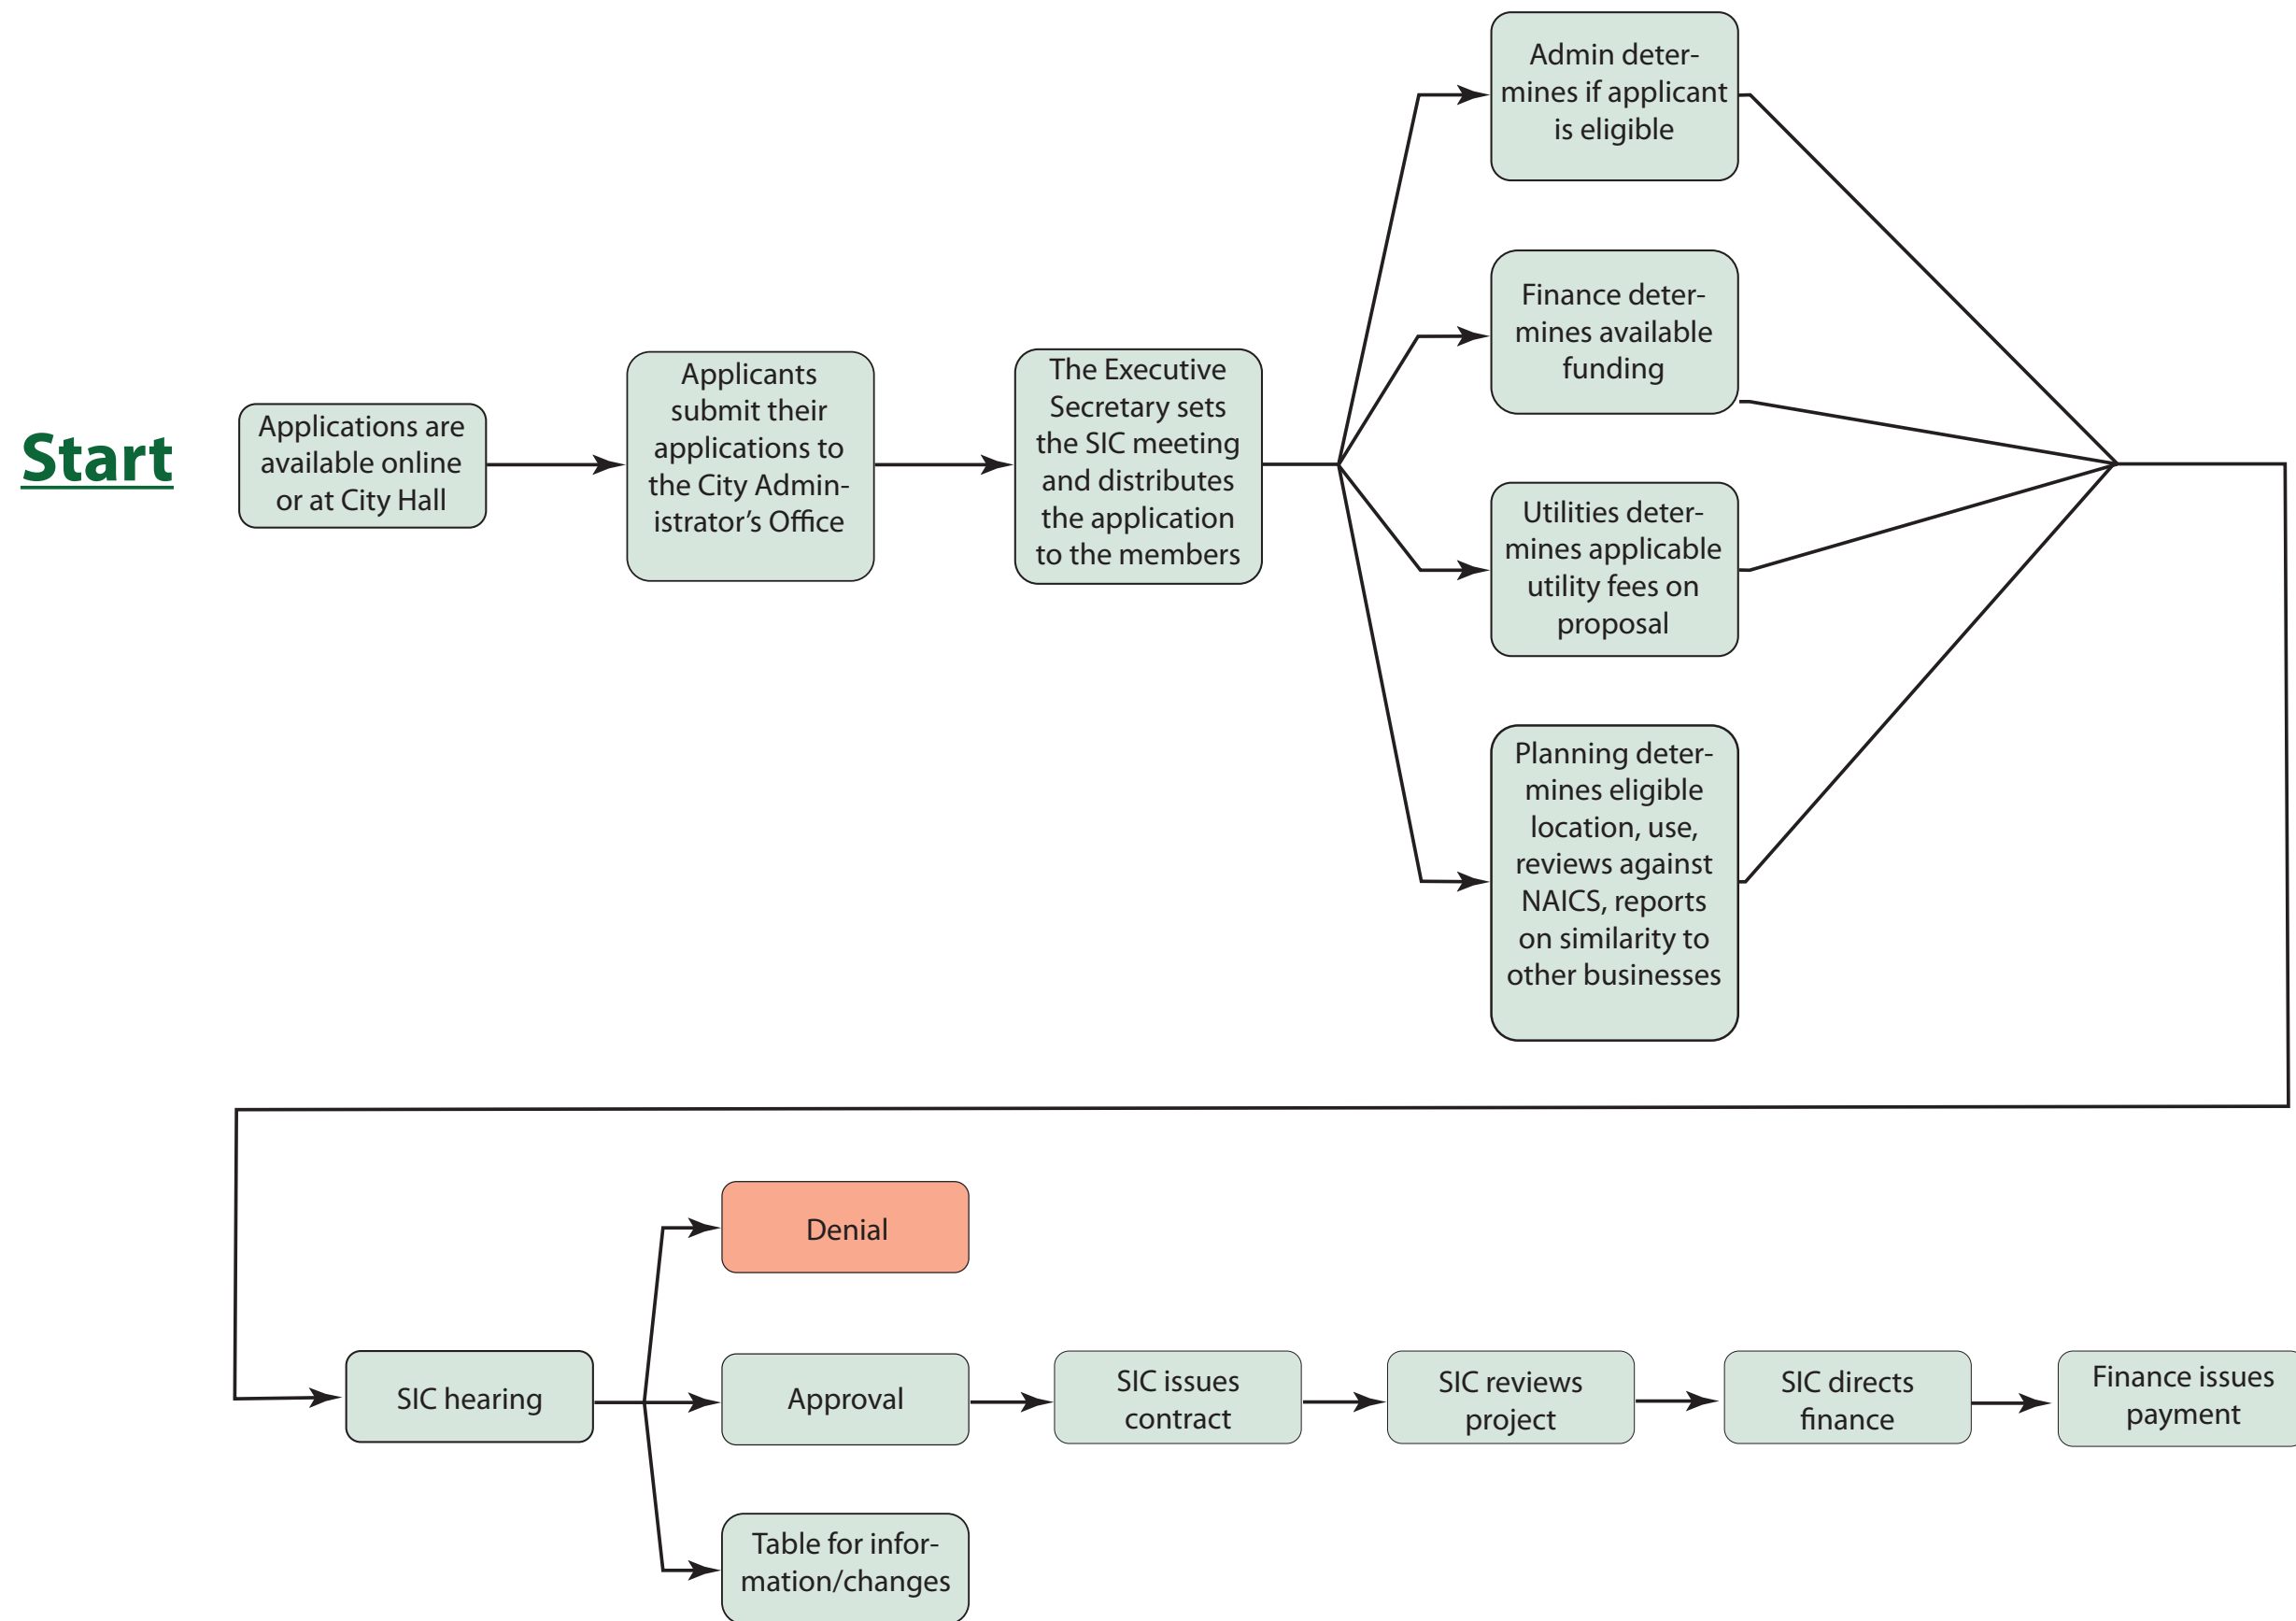 Start
Applications are
available online
or at City Hall
Applicants
submit their
applications to
the City Admin-
istrator’s Office
The Executive
Secretary sets
the SIC meeting
and distributes
the application
to the members
Admin deter-
mines if applicant
is eligible
Finance deter-
mines available
funding
Utilities deter-
mines applicable
utility fees on
proposal
Planning deter-
mines eligible
location, use,
reviews against
NAICS, reports
on similarity to
other businesses
SIC hearing
Denial
Approval
Table for infor-
mation/changes
SIC issues
contract
SIC reviews
project
SIC directs
finance
Finance issues
payment